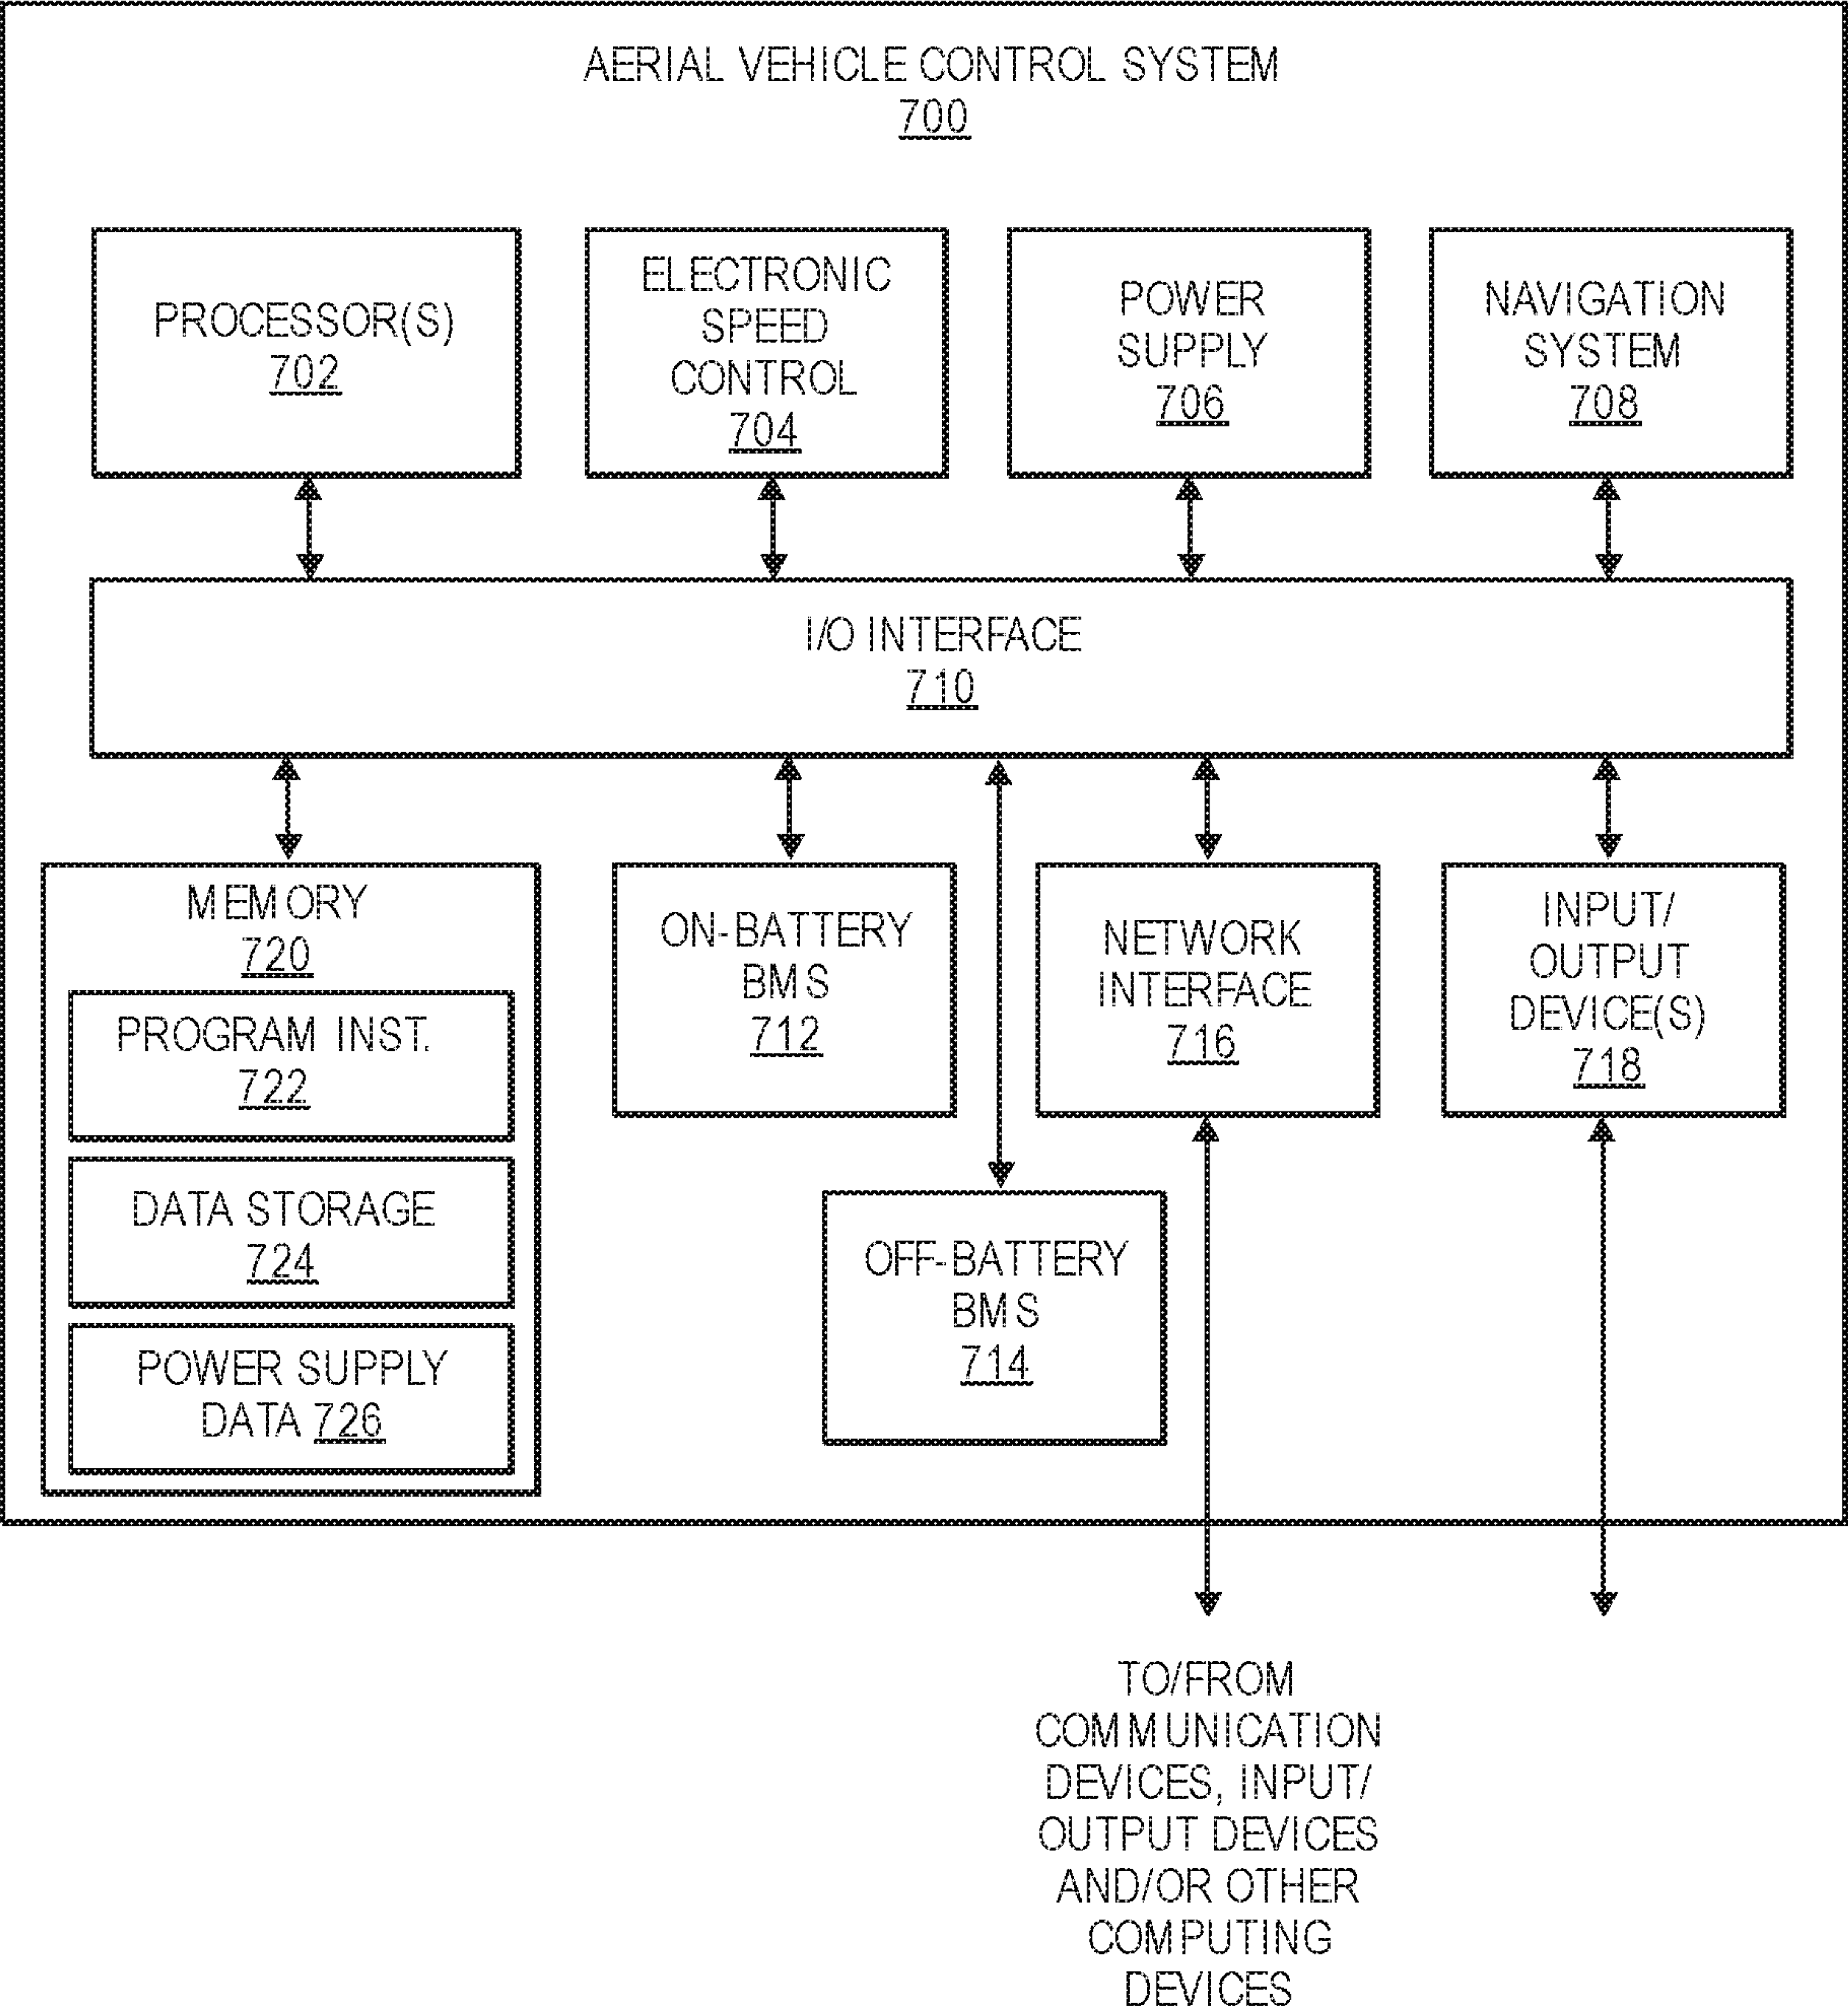 AERIAL VEHICLE CONTROL SYSTEM
700
PROCESSOR(S)
702
ELECTRONIC
SPEED
CONTROL
704
POWER
SUPPLY
706
NAVIGATION
SYSTEM
708
I/O INTERFACE
710
MEMORY
720
PROGRAM INST.
722
DATA STORAGE
724
POWER SUPPLY
DATA 726
ON-BATTERY
BMS
712
OFF-BATTERY
BMS
714
NETWORK
INTERFACE
716
INPUT/
OUTPUT
DEVICE(S)
718
TO/FROM
COMMUNICATION
DEVICES, INPUT/
OUTPUT DEVICES
AND/OR OTHER
COMPUTING
DEVICES